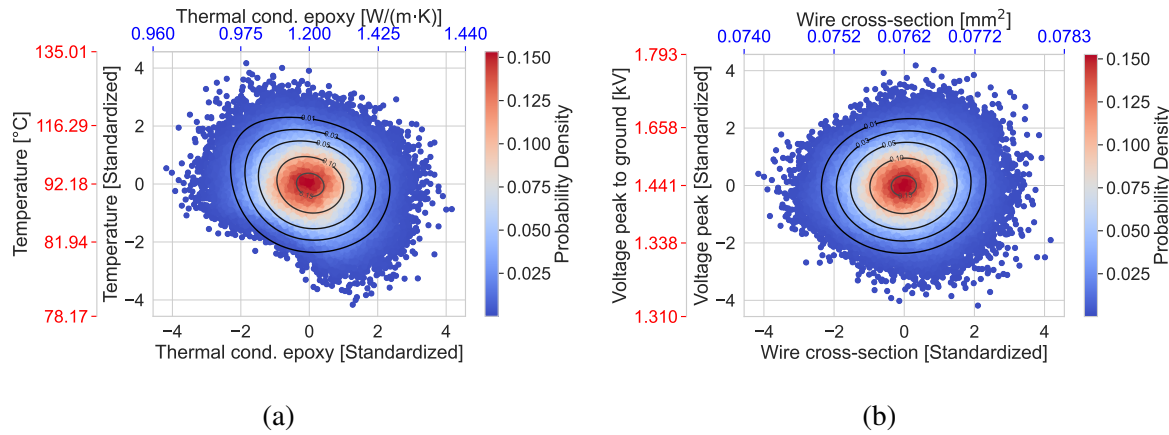 Thermal cond. epoxy [W/(m·K]
0.960 0.975 1.200 1.425 1.440
135.01
116.29
92.18
81.94
78.17
Temperature [°C]
Temperature [Standardized]
4
2
0
−2
−4
0.01
0.03
0.05
0.10
−4 −2 0 2 4
Thermal cond. epoxy [Standardized]
0.150
0.125
0.100
0.075
0.050
0.025
Probability Density
(a)
Wire cross-section [mm²]
0.0740 0.0752 0.0762 0.0772 0.0783
1.793
1.658
1.441
1.338
1.310
Voltage peak to ground [kV]
Voltage peak [Standardized]
4
2
0
−2
−4
0.01
0.03
0.05
0.10
−4 −2 0 2 4
Wire cross-section [Standardized]
0.150
0.125
0.100
0.075
0.050
0.025
Probability Density
(b)